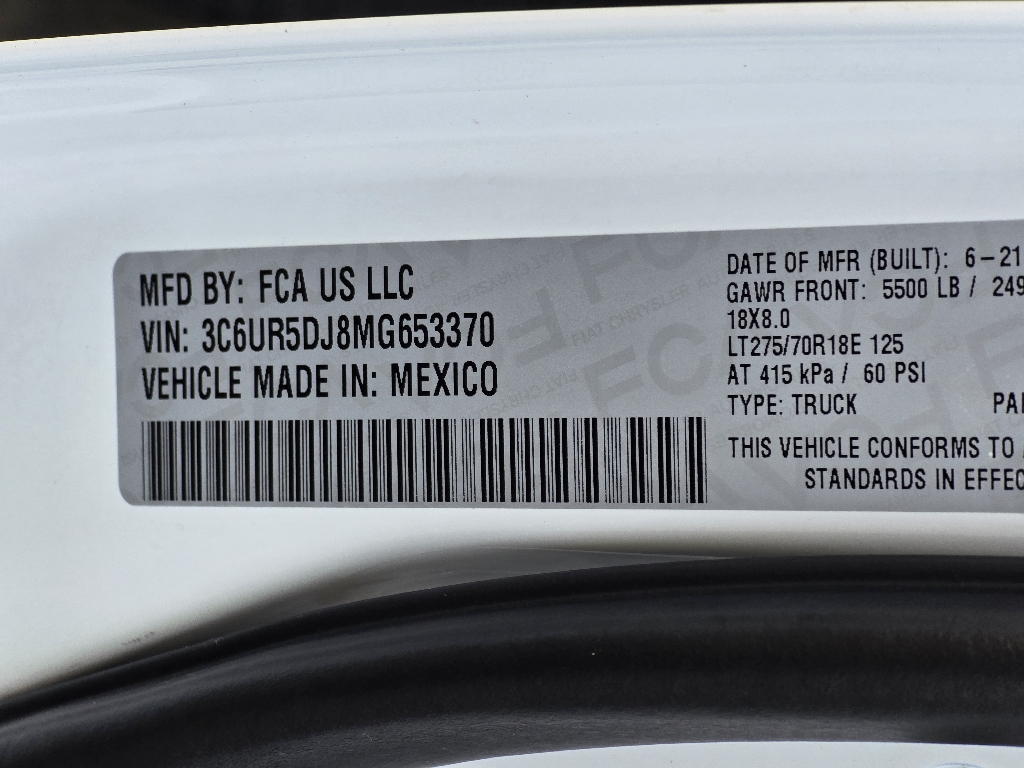 MFD BY: FCA US LLC
VIN: 3C6UR5DJ8MG653370
VEHICLE MADE IN: MEXICO
DATE OF MFR (BUILT): 6-21
GAWR FRONT: 5500 LB / 249
18X8.0
LT275/70R18E 125
AT 415 kPa / 60 PSI
TYPE: TRUCK
THIS VEHICLE CONFORMS TO
STANDARDS IN